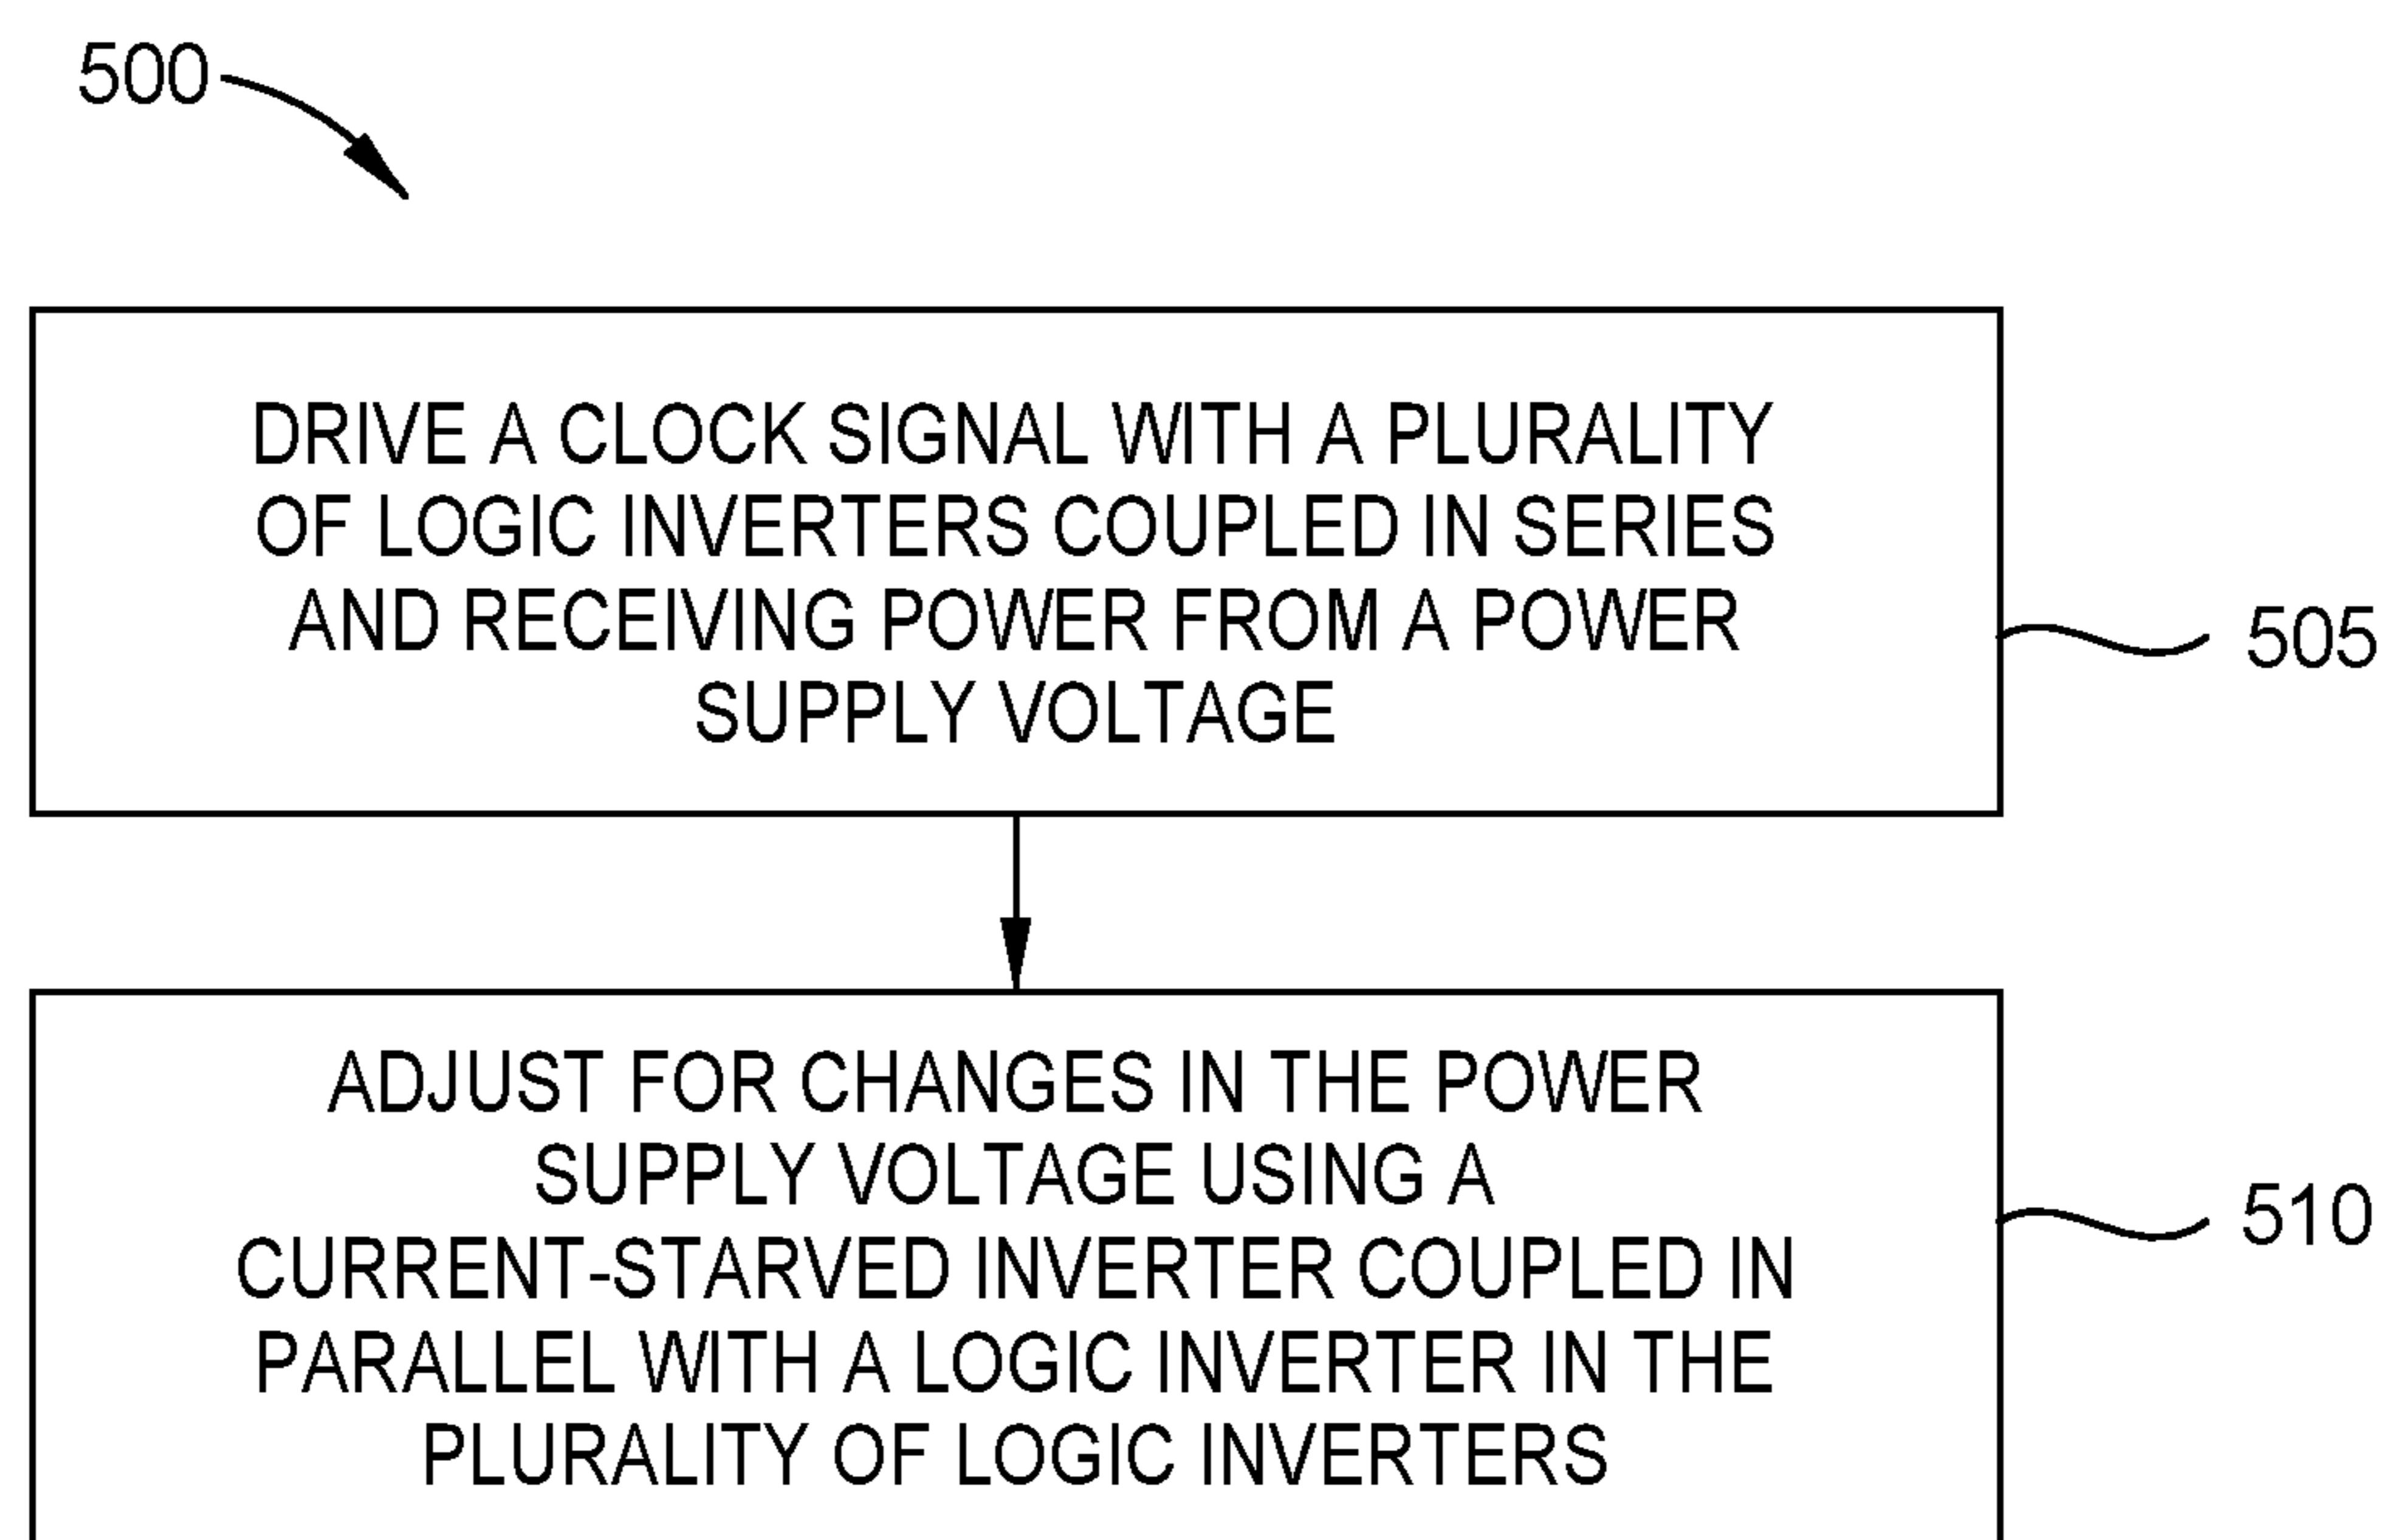 500
DRIVE A CLOCK SIGNAL WITH A PLURALITY
OF LOGIC INVERTERS COUPLED IN SERIES
AND RECEIVING POWER FROM A POWER
SUPPLY VOLTAGE
505
ADJUST FOR CHANGES IN THE POWER
SUPPLY VOLTAGE USING A
CURRENT-STARVED INVERTER COUPLED IN
PARALLEL WITH A LOGIC INVERTER IN THE
PLURALITY OF LOGIC INVERTERS
510